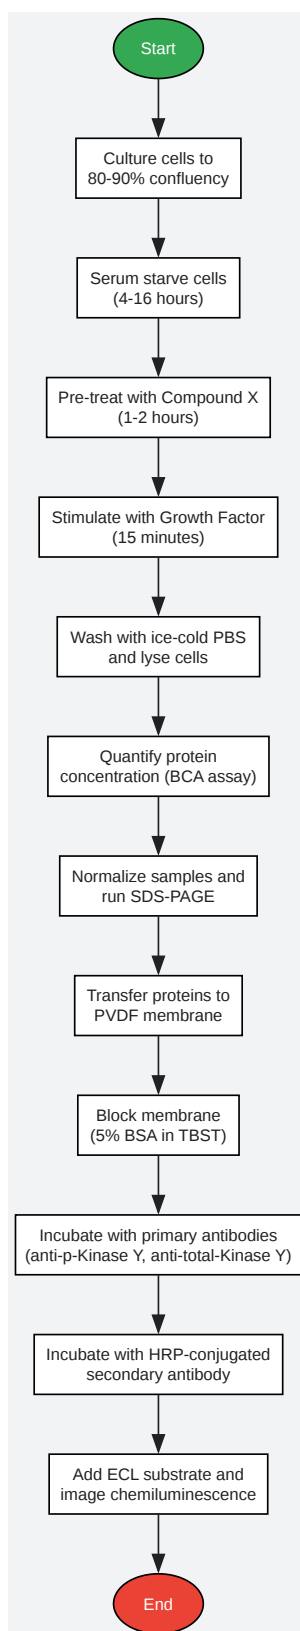 Start
Culture cells to
80-90% confluency
Serum starve cells
(4-16 hours)
Pre-treat with Compound X
(1-2 hours)
Stimulate with Growth Factor
(15 minutes)
Wash with ice-cold PBS
and lyse cells
Quantify protein
concentration (BCA assay)
Normalize samples and
run SDS-PAGE
Transfer proteins to
PVDF membrane
Block membrane
(5% BSA in TBST)
Incubate with primary antibodies
(anti-p-Kinase Y, anti-total-Kinase Y)
Incubate with HRP-conjugated
secondary antibody
Add ECL substrate and
image chemiluminescence
End